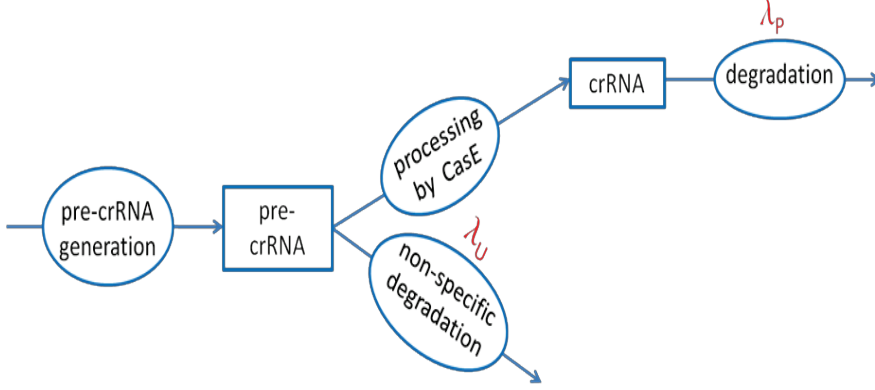 pre-crRNA
generation
pre-
crRNA
processing
by CasE
crRNA
λP
degradation
λU
non-specific
degradation